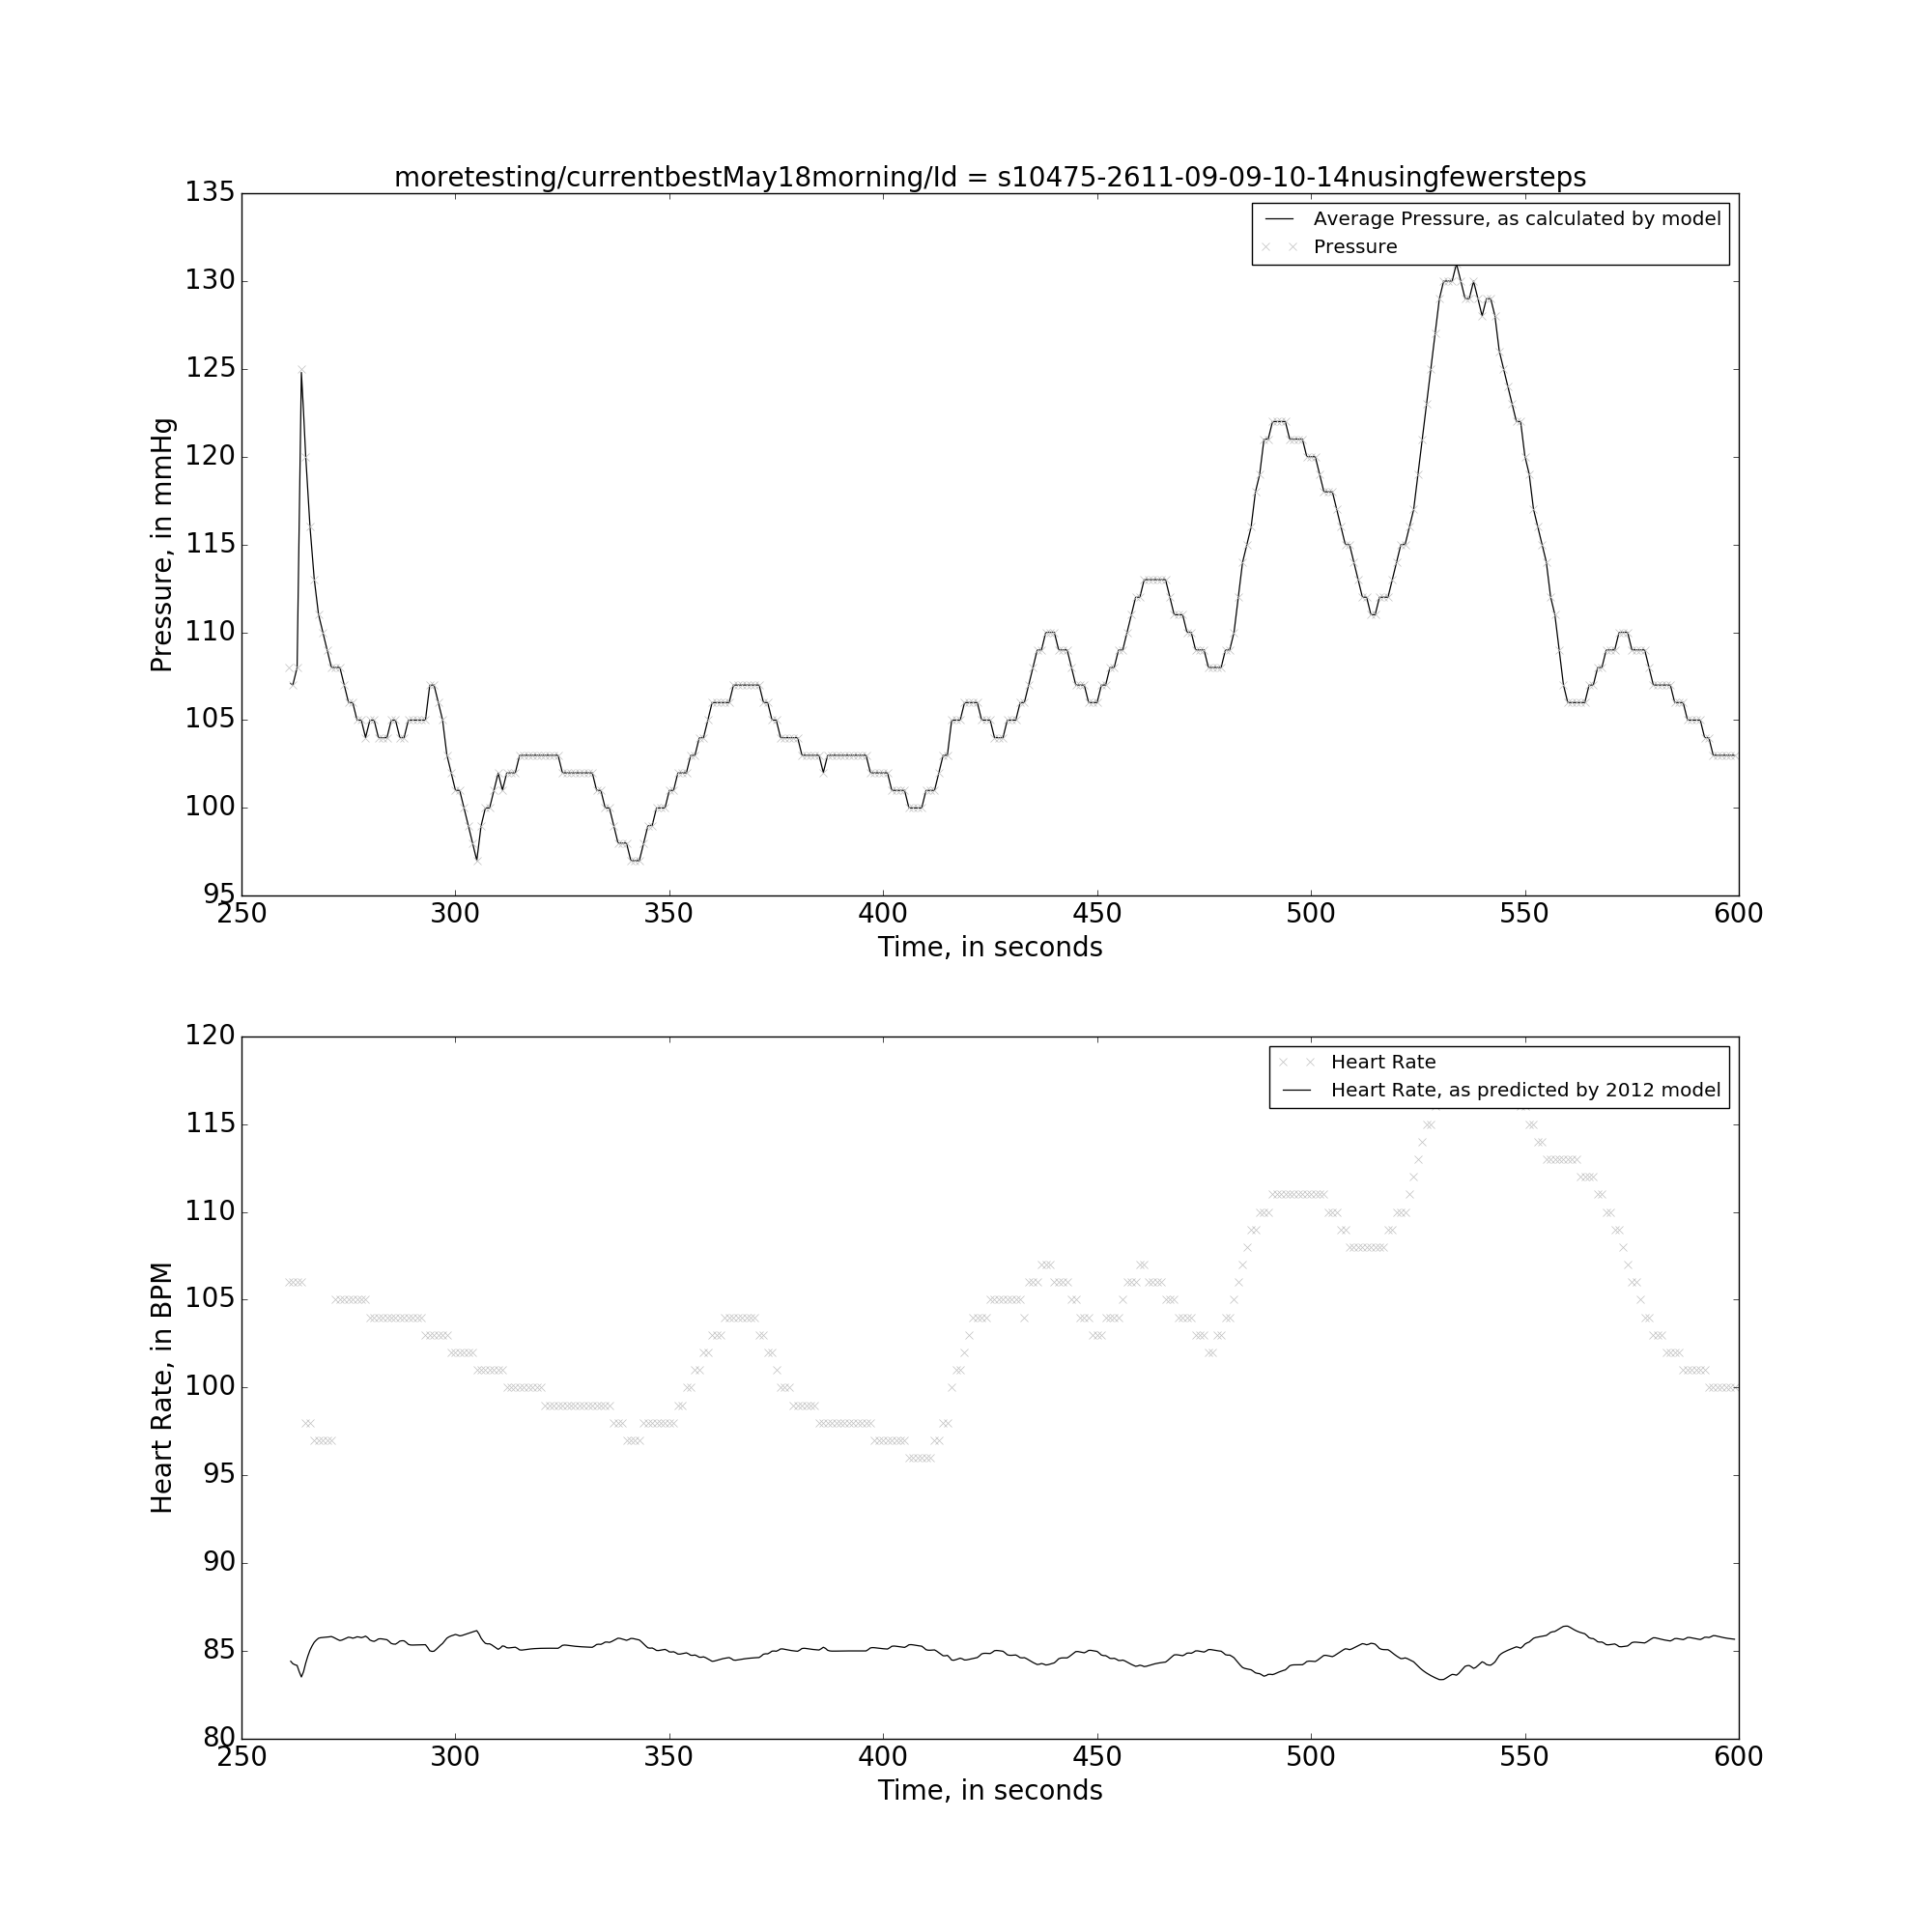 moretesting/currentbestMay18morning/Id = s10475-2611-09-09-10-14nusingfewersteps
135
130
125
120
115
110
105
100
95
Pressure, in mmHg
Average Pressure, as calculated by model
Pressure
250 300 350 400 450 500 550 600
Time, in seconds
120
115
110
105
100
95
90
85
80
Heart Rate, in BPM
Heart Rate
Heart Rate, as predicted by 2012 model
250 300 350 400 450 500 550 600
Time, in seconds